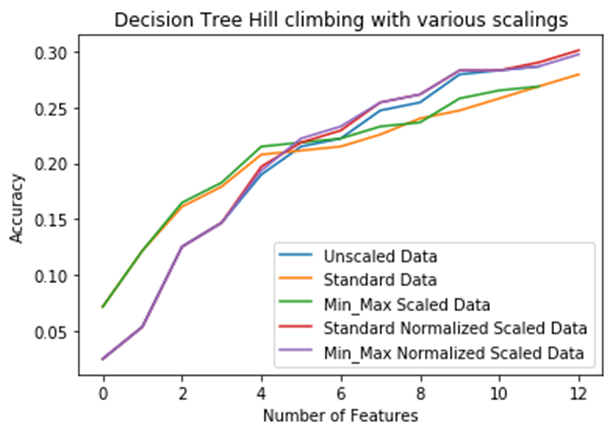 Decision Tree Hill climbing with various scalings
0.30
0.25
0.20
0.15
0.10
0.05
Accuracy
Unscaled Data
Standard Data
Min_Max Scaled Data
Standard Normalized Scaled Data
Min_Max Normalized Scaled Data
0 2 4 6 8 10 12
Number of Features